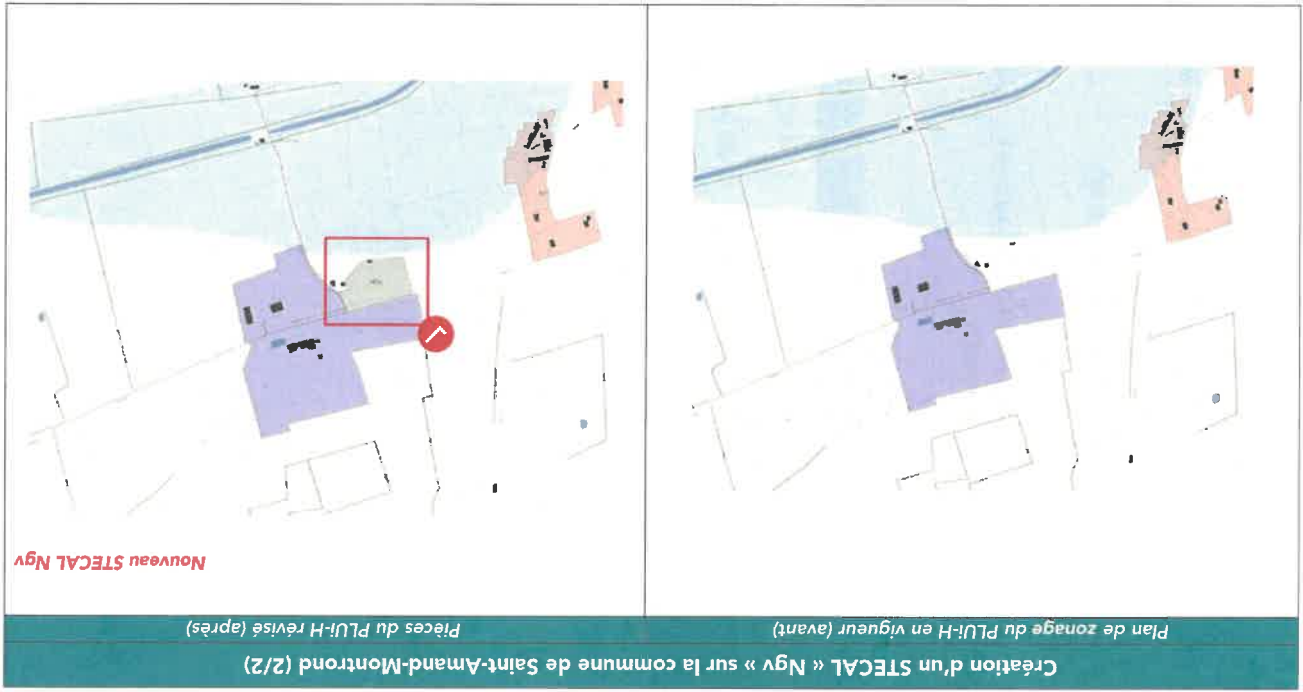 Création d'un STECAL « Ngv » sur la commune de Saint-Amand-Montrond (2/2)
Plan de zonage du PLUi-H en vigueur (avant)
Pièces du PLUi-H révisé (après)
Nouveau STECAL Ngv